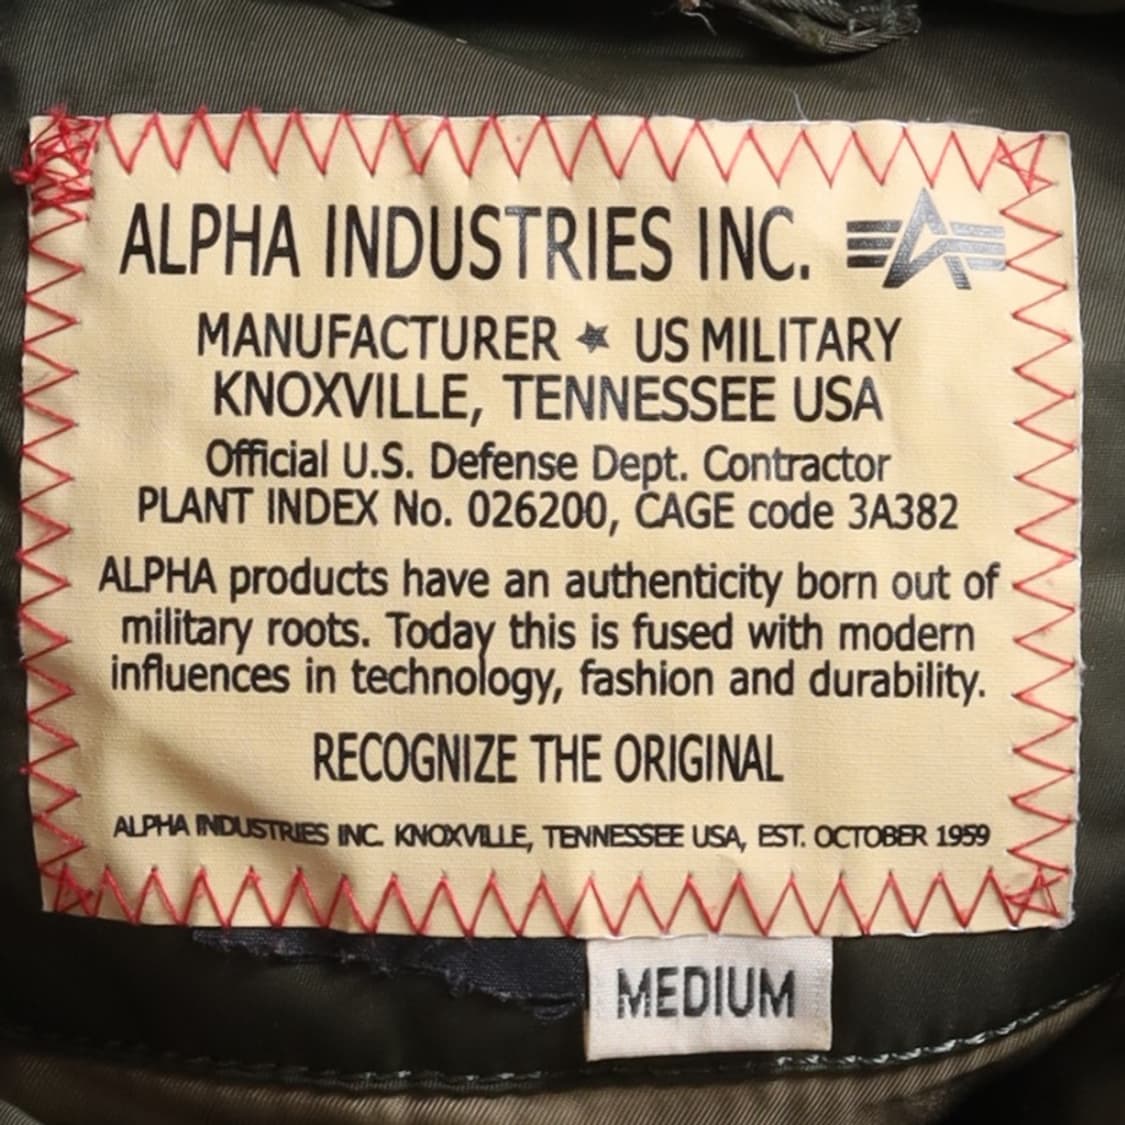 ALPHA INDUSTRIES INC.
MANUFACTURER ★ US MILITARY
KNOXVILLE, TENNESSEE USA
Official U.S. Defense Dept. Contractor
PLANT INDEX No. 026200, CAGE code 3A382
ALPHA products have an authenticity born out of
military roots. Today this is fused with modern
influences in technology, fashion and durability.
RECOGNIZE THE ORIGINAL
ALPHA INDUSTRIES INC. KNOXVILLE, TENNESSEE USA, EST. OCTOBER 1959
MEDIUM